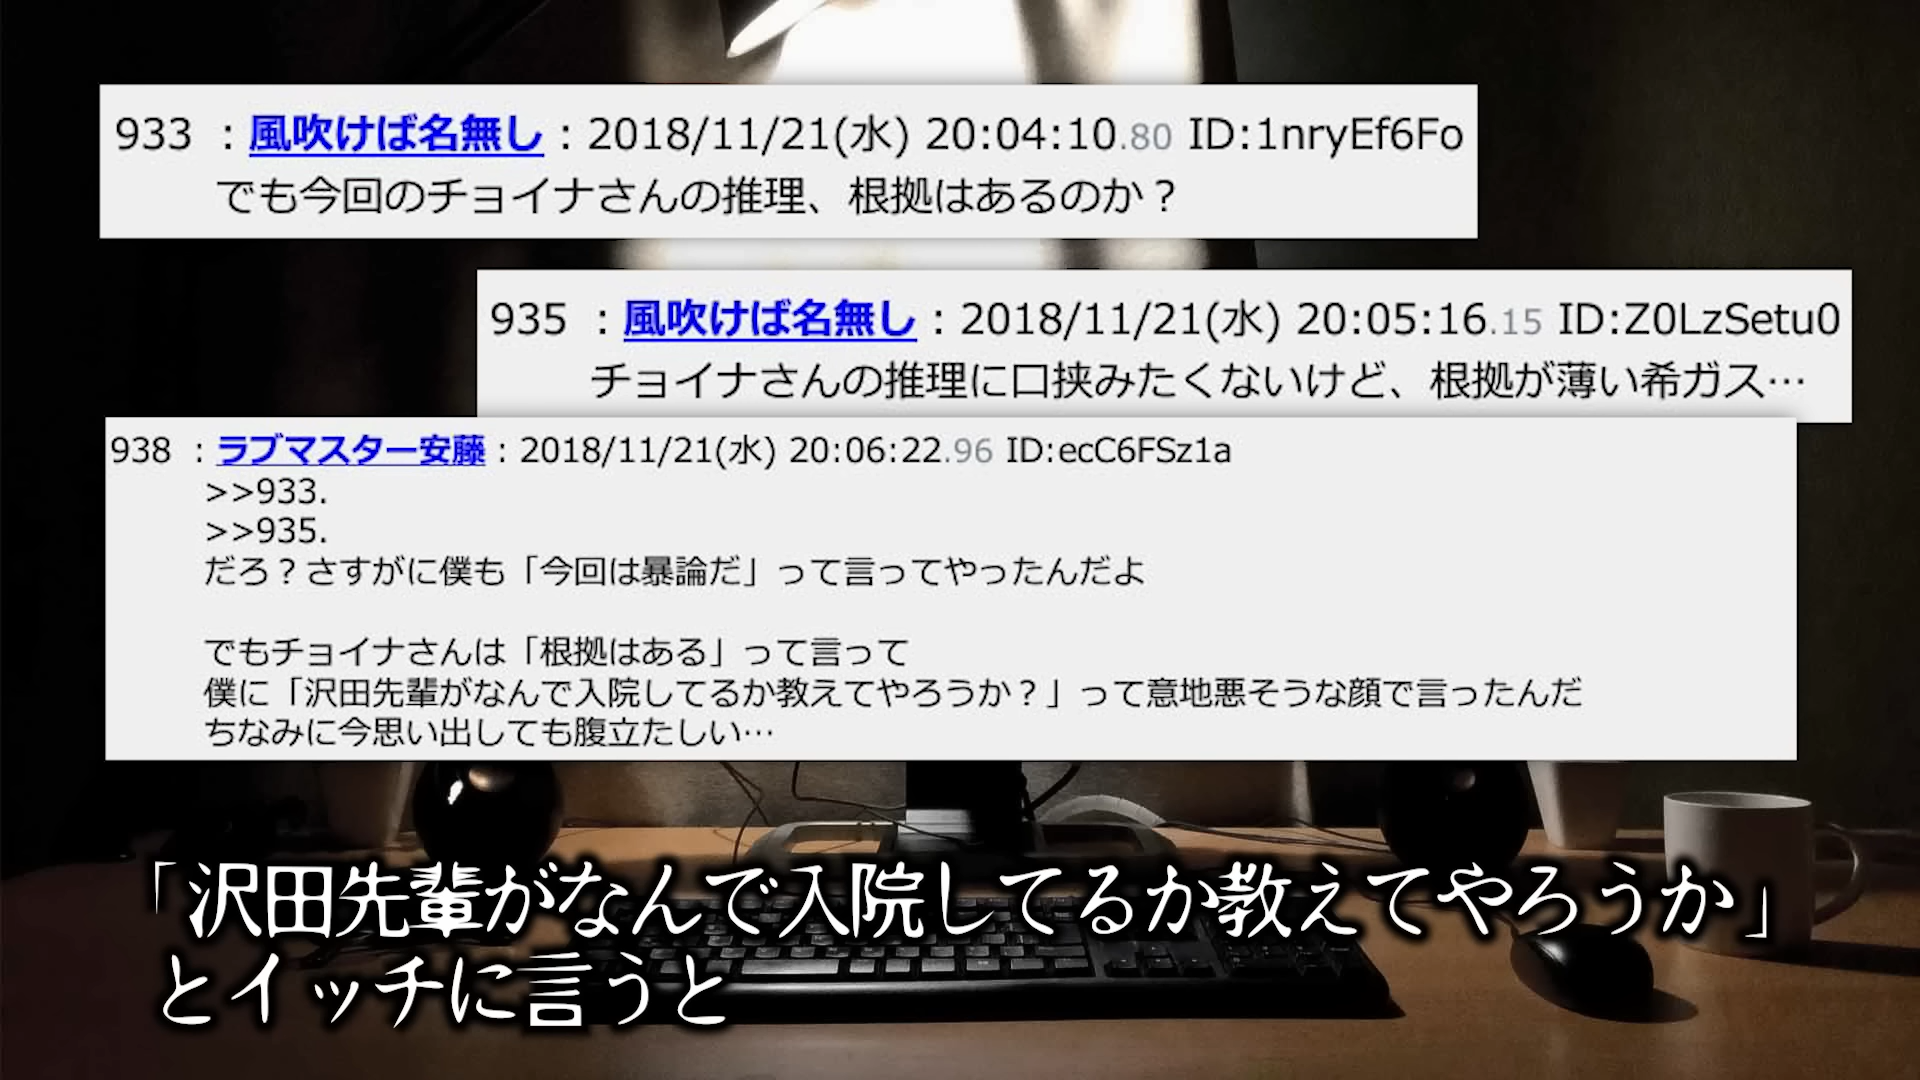 933 ：風吹けば名無し：2018/11/21(水) 20:04:10.80 ID:1nryEf6Fo
でも今回のチョイナさんの推理、根拠はあるのか？
935 ：風吹けば名無し：2018/11/21(水) 20:05:16.15 ID:Z0LzSetu0
チョイナさんの推理に口挟みたくないけど、根拠が薄い希ガス…
938 ：ラブマスター安藤：2018/11/21(水) 20:06:22.96 ID:ecC6FSz1a
>>933.
>>935.
だろ？さすがに僕も「今回は暴論だ」って言ってやったんだよ
でもチョイナさんは「根拠はある」って言って
僕に「沢田先輩がなんで入院してるか教えてやろうか？」って意地悪そうな顔で言ったんだ
ちなみに今思い出しても腹立たしい…
「沢田先輩がなんで入院してるか教えてやろうか」
とイッチに言うと